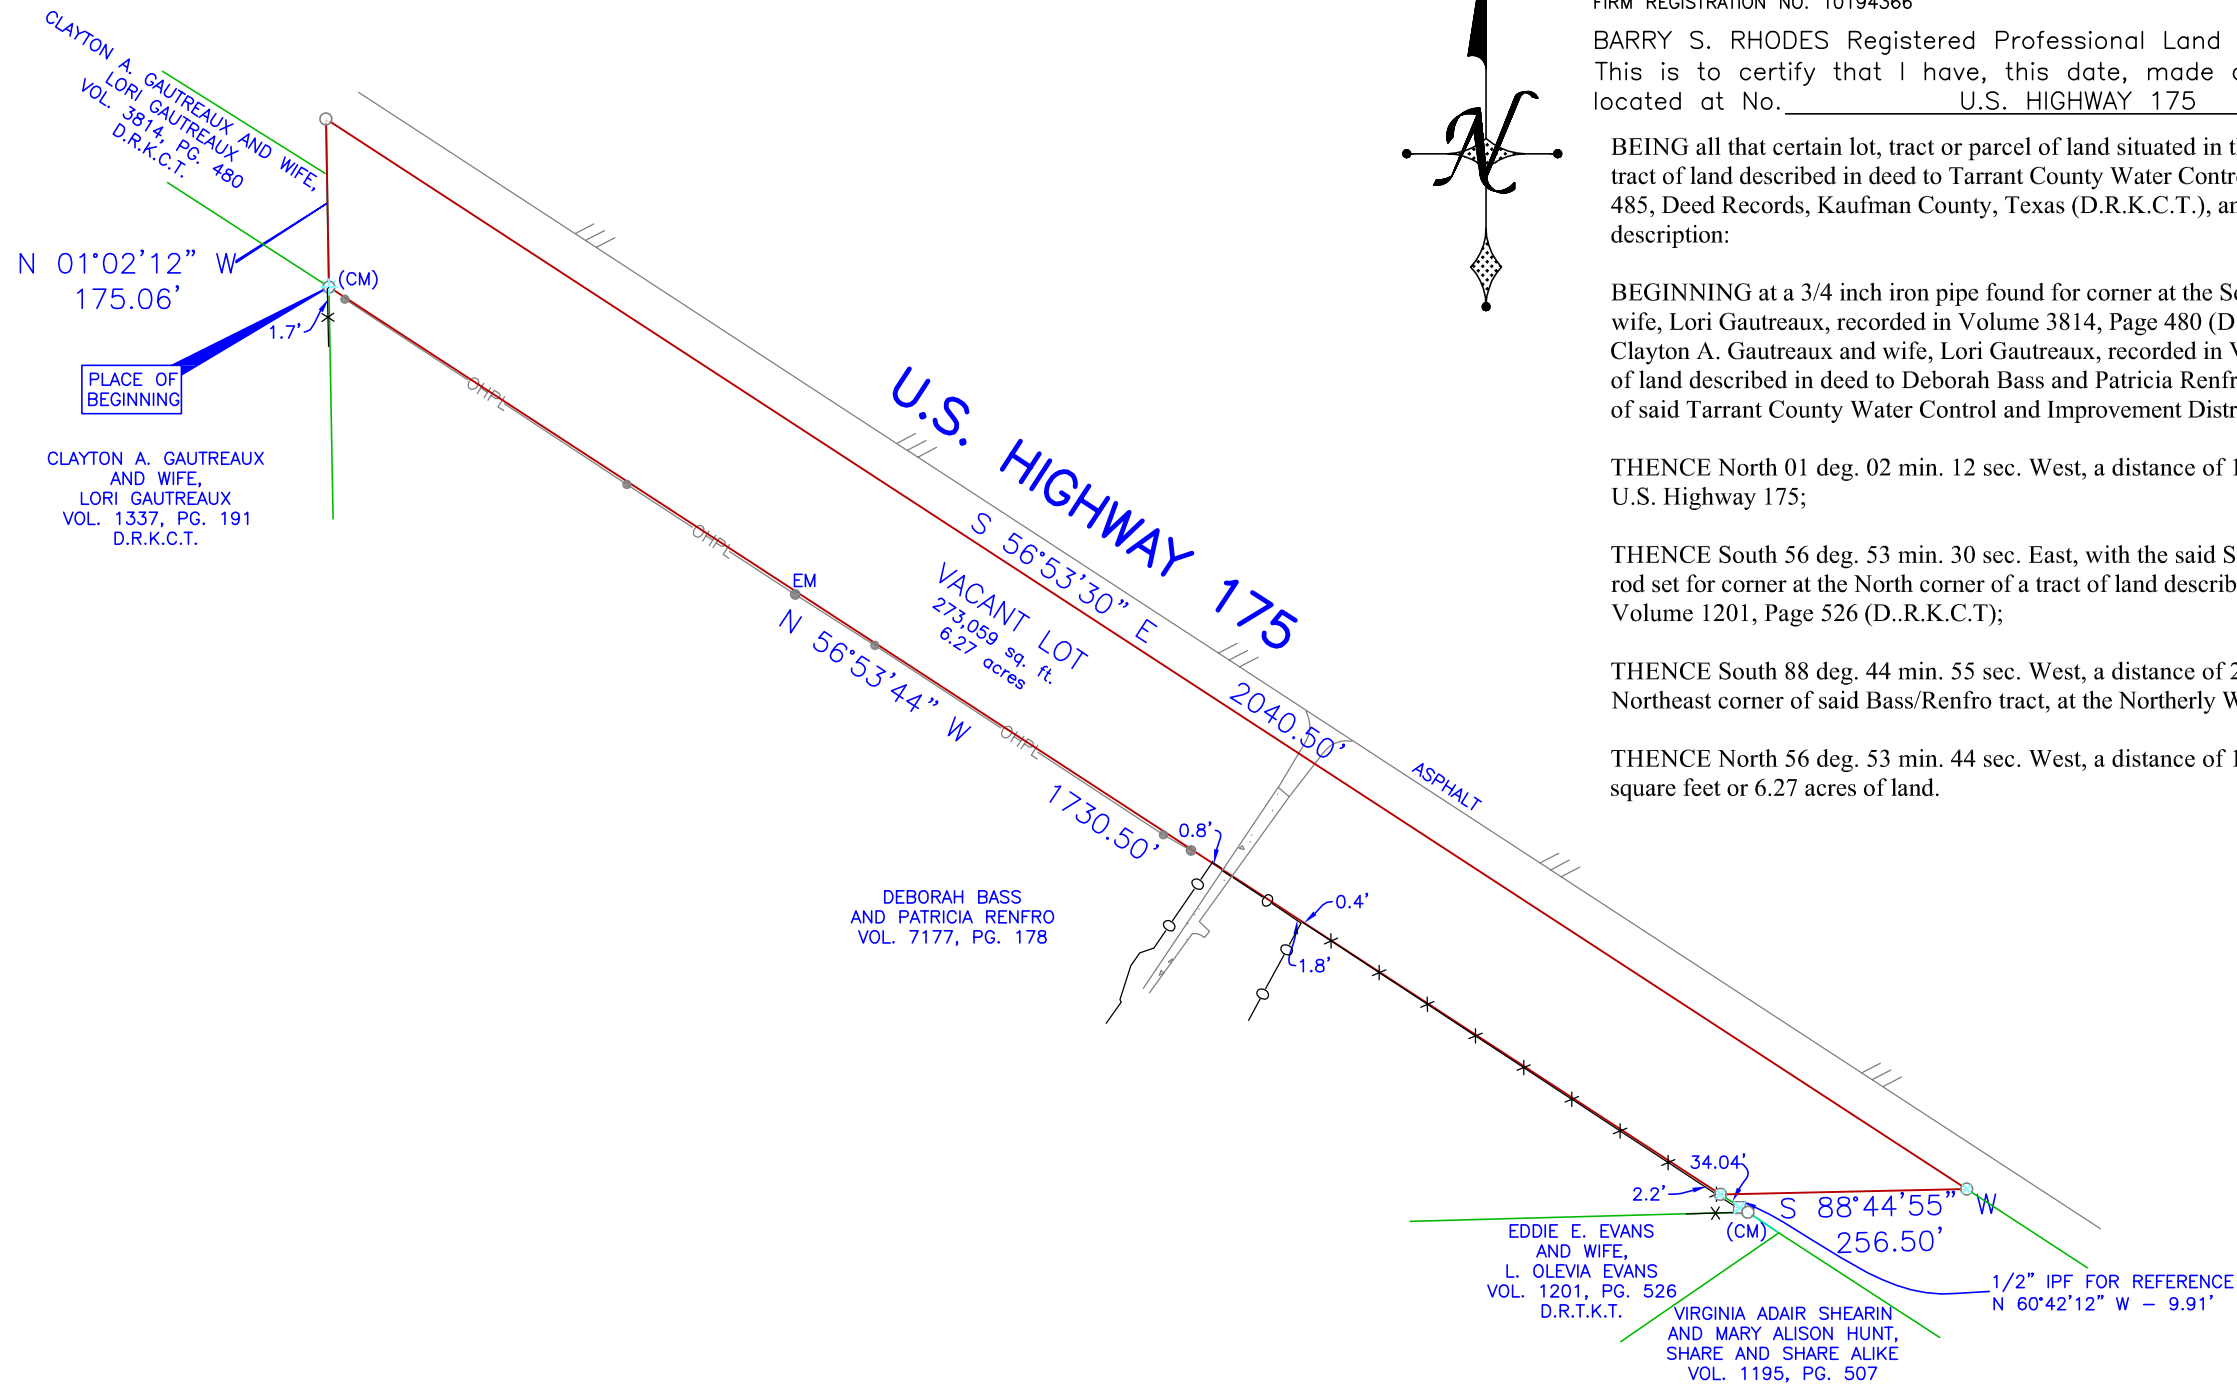 FIRM REGISTRATION NO. 10194366
BARRY S. RHODES Registered Professional Land
This is to certify that I have, this date, made
located at No. U.S. HIGHWAY 175
BEING all that certain lot, tract or parcel of land situated in
tract of land described in deed to Tarrant County Water
485, Deed Records, Kaufman County, Texas (D.R.K.C.T.),
description:
BEGINNING at a 3/4 inch iron pipe found for corner at the
wife, Lori Gautreaux, recorded in Volume 3814, Page 480
Clayton A. Gautreaux and wife, Lori Gautreaux, recorded in
of land described in deed to Deborah Bass and Patricia
of said Tarrant County Water Control and Improvement
THENCE North 01 deg. 02 min. 12 sec. West, a distance of
U.S. Highway 175;
THENCE South 56 deg. 53 min. 30 sec. East, with the said
rod set for corner at the North corner of a tract of land
Volume 1201, Page 526 (D..R.K.C.T);
THENCE South 88 deg. 44 min. 55 sec. West, a distance of
Northeast corner of said Bass/Renfro tract, at the Northerly
THENCE North 56 deg. 53 min. 44 sec. West, a distance of
square feet or 6.27 acres of land.
N
CLAYTON A. GAUTREAUX AND WIFE,
LORI GAUTREAUX
VOL. 3814, PG. 480
D.R.K.C.T.
N 01°02'12" W
175.06'
(CM)
1.7'
PLACE OF
BEGINNING
CLAYTON A. GAUTREAUX
AND WIFE,
LORI GAUTREAUX
VOL. 1337, PG. 191
D.R.K.C.T.
OHPL
OHPL
EM
OHPL
U.S. HIGHWAY 175
S 56°53'30" E
2040.50'
VACANT LOT
273,059 sq. ft.
6.27 acres
N 56°53'44" W
1730.50'
ASPHALT
0.8'
0.4'
1.8'
DEBORAH BASS
AND PATRICIA RENFRO
VOL. 7177, PG. 178
34.04'
2.2'
S 88°44'55" W
256.50'
(CM)
EDDIE E. EVANS
AND WIFE,
L. OLEVIA EVANS
VOL. 1201, PG. 526
D.R.T.K.T.
1/2" IPF FOR REFERENCE
N 60°42'12" W – 9.91'
VIRGINIA ADAIR SHEARIN
AND MARY ALISON HUNT,
SHARE AND SHARE ALIKE
VOL. 1195, PG. 507